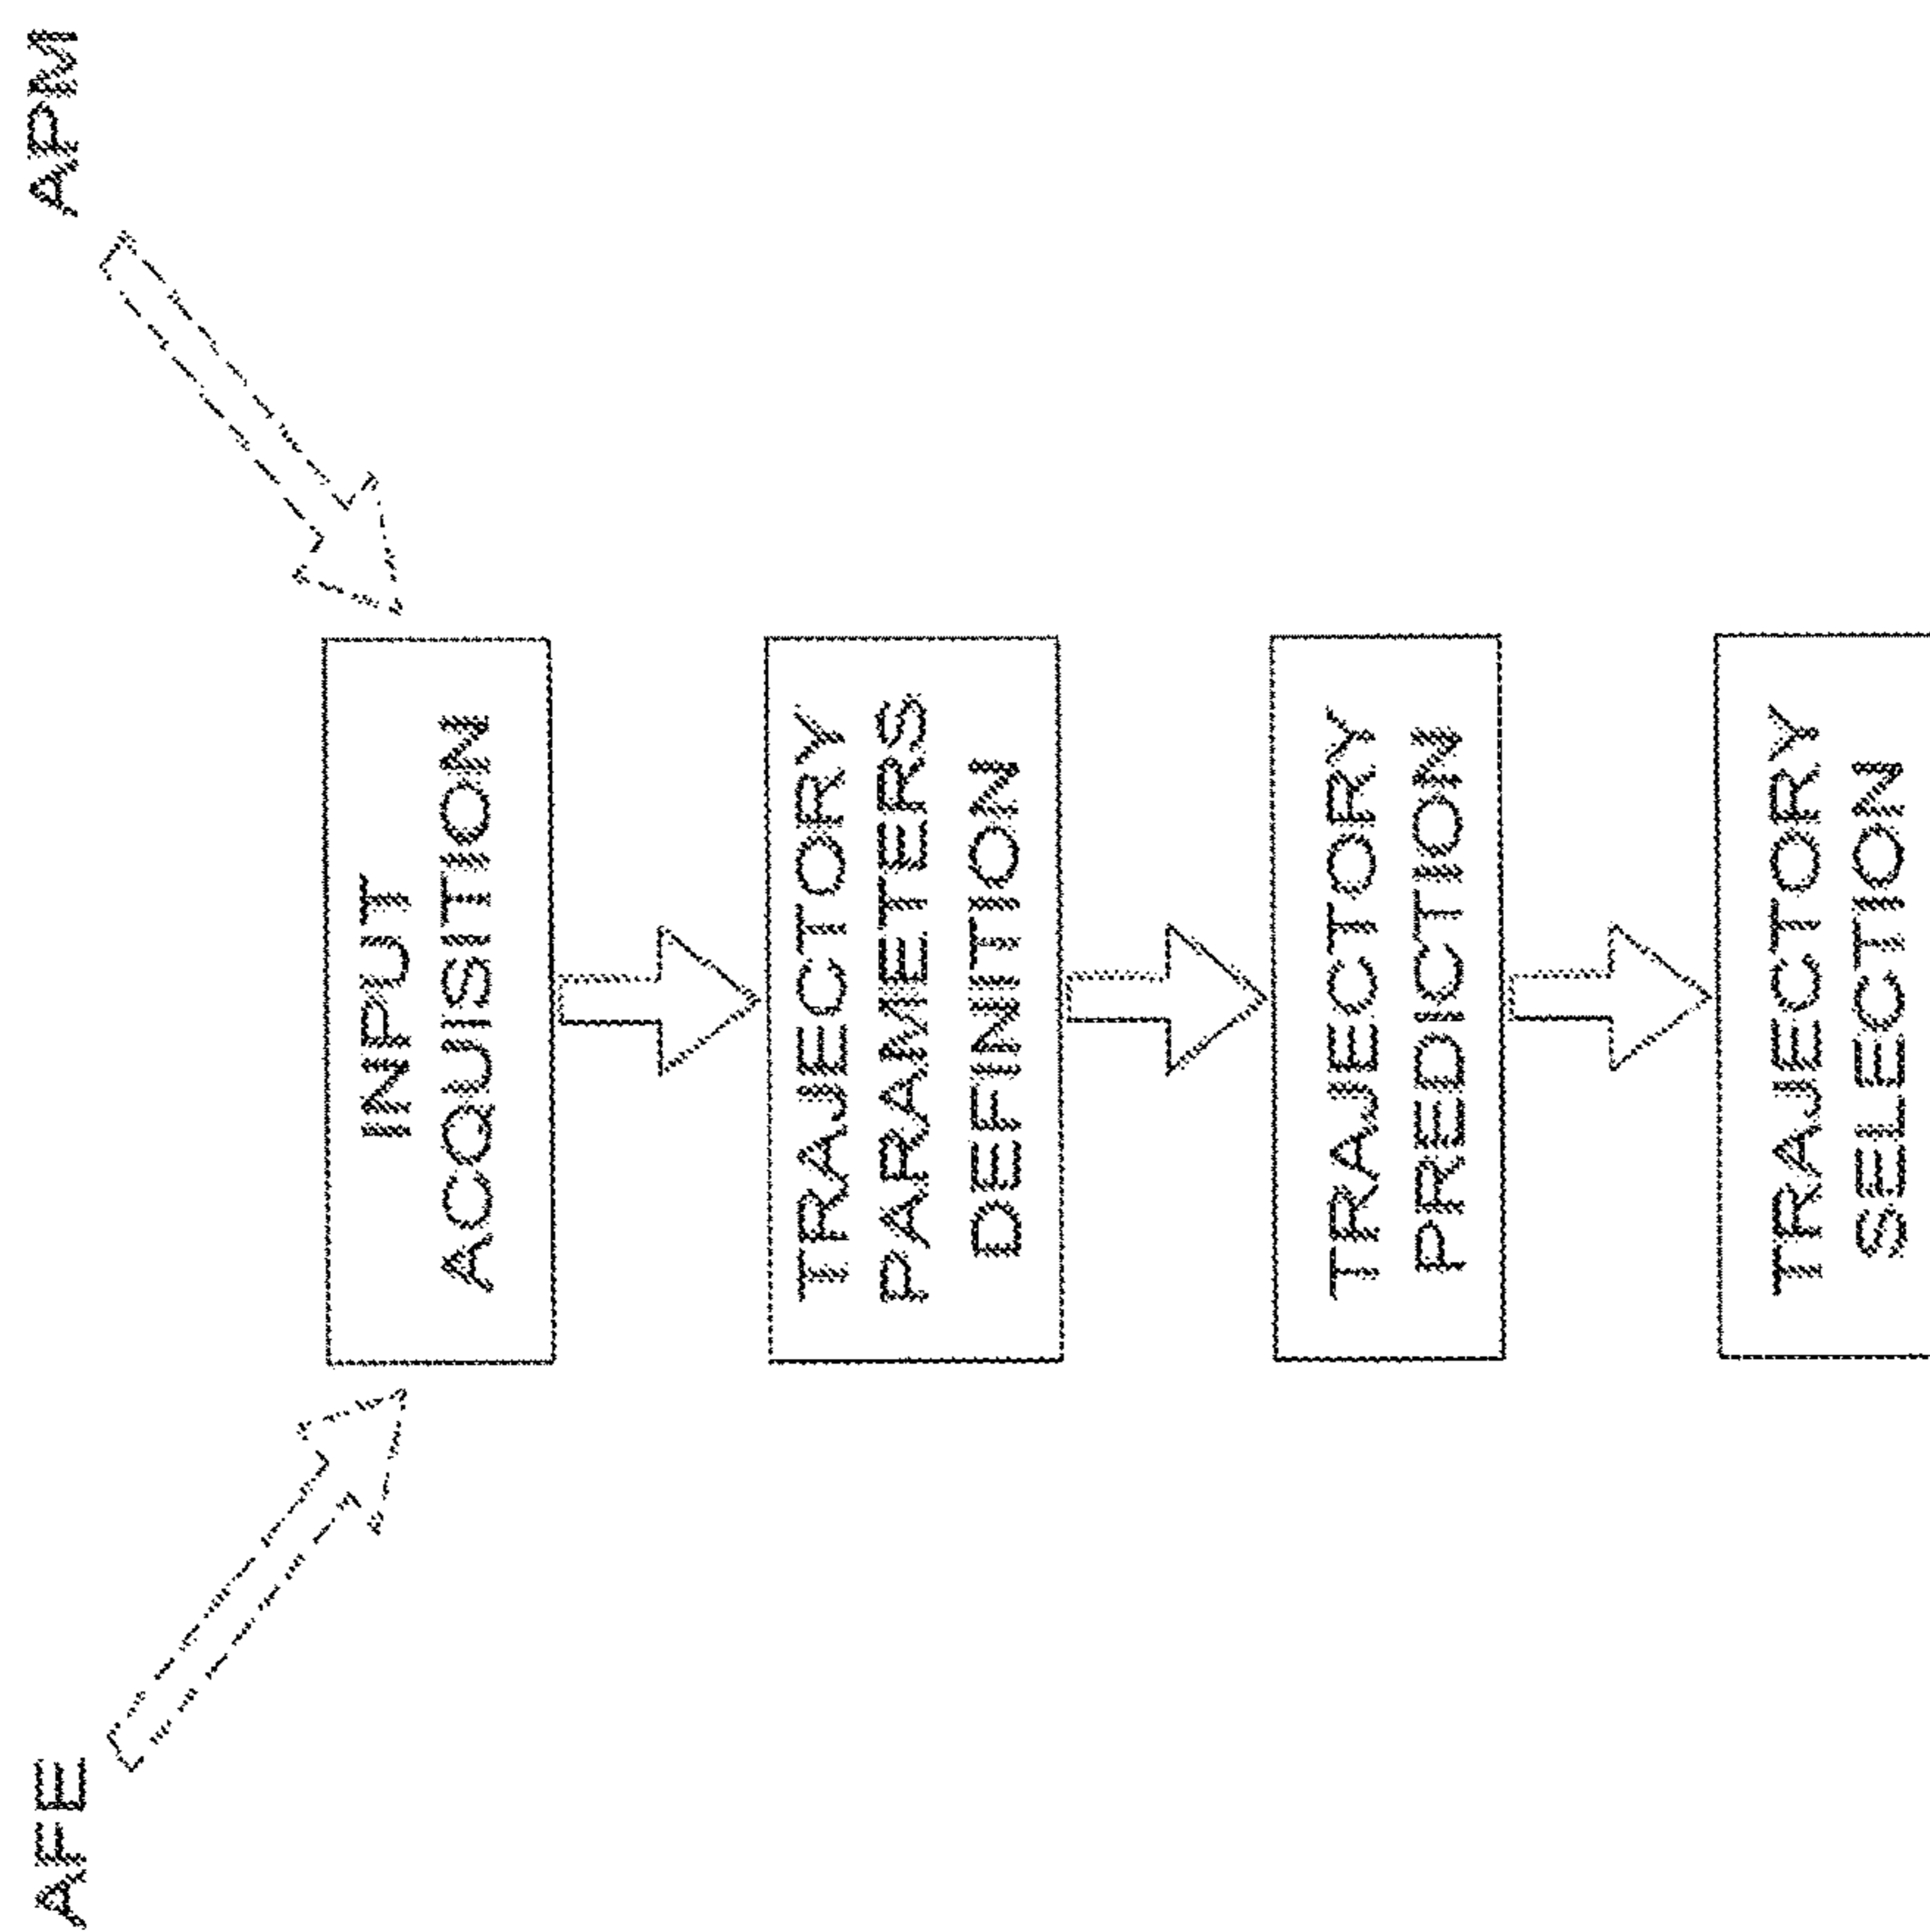 AFE
APM
INPUT
ACQUISITION
TRAJECTORY
PARAMETERS
DEFINITION
TRAJECTORY
PREDICTION
TRAJECTORY
SELECTION